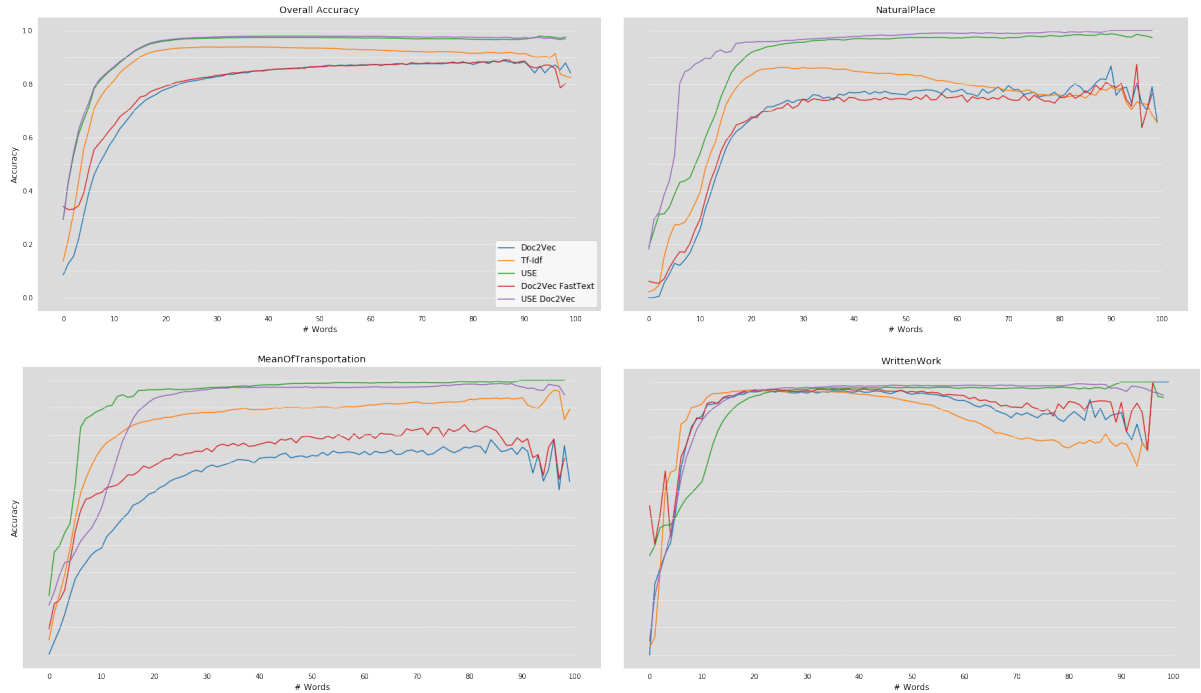 Overall Accuracy
Accuracy
1.0
0.8
0.6
0.4
0.2
0.0
Doc2Vec
Tf-Idf
USE
Doc2Vec FastText
USE Doc2Vec
0 10 20 30 40 50 60 70 80 90 100
# Words
NaturalPlace
0 10 20 30 40 50 60 70 80 90 100
# Words
MeanOfTransportation
Accuracy
0 10 20 30 40 50 60 70 80 90 100
# Words
WrittenWork
0 10 20 30 40 50 60 70 80 90 100
# Words